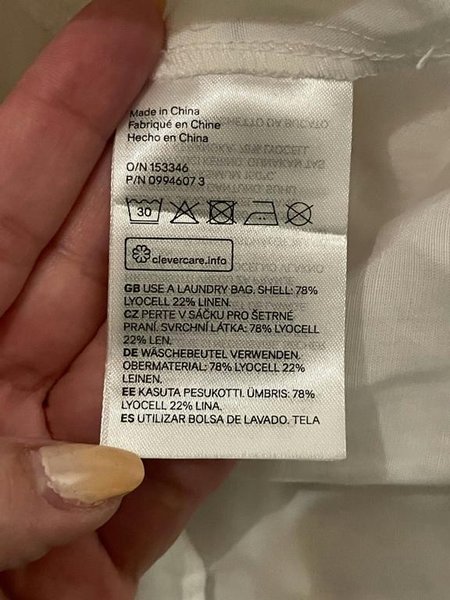 Made in China
Fabriqué en Chine
Hecho en China
O/N 153346
P/N 0994607 3
30
clevercare.info
GB USE A LAUNDRY BAG. SHELL: 78%
LYOCELL 22% LINEN.
CZ PERTE V SÁČKU PRO ŠETRNÉ
PRANÍ. SVRCHNÍ LÁTKA: 78% LYOCELL
22% LEN.
DE WÄSCHEBEUTEL VERWENDEN.
OBERMATERIAL: 78% LYOCELL 22%
LEINEN.
EE KASUTA PESUKOTTI. ÜMBRIS: 78%
LYOCELL 22% LINA.
ES UTILIZAR BOLSA DE LAVADO. TELA